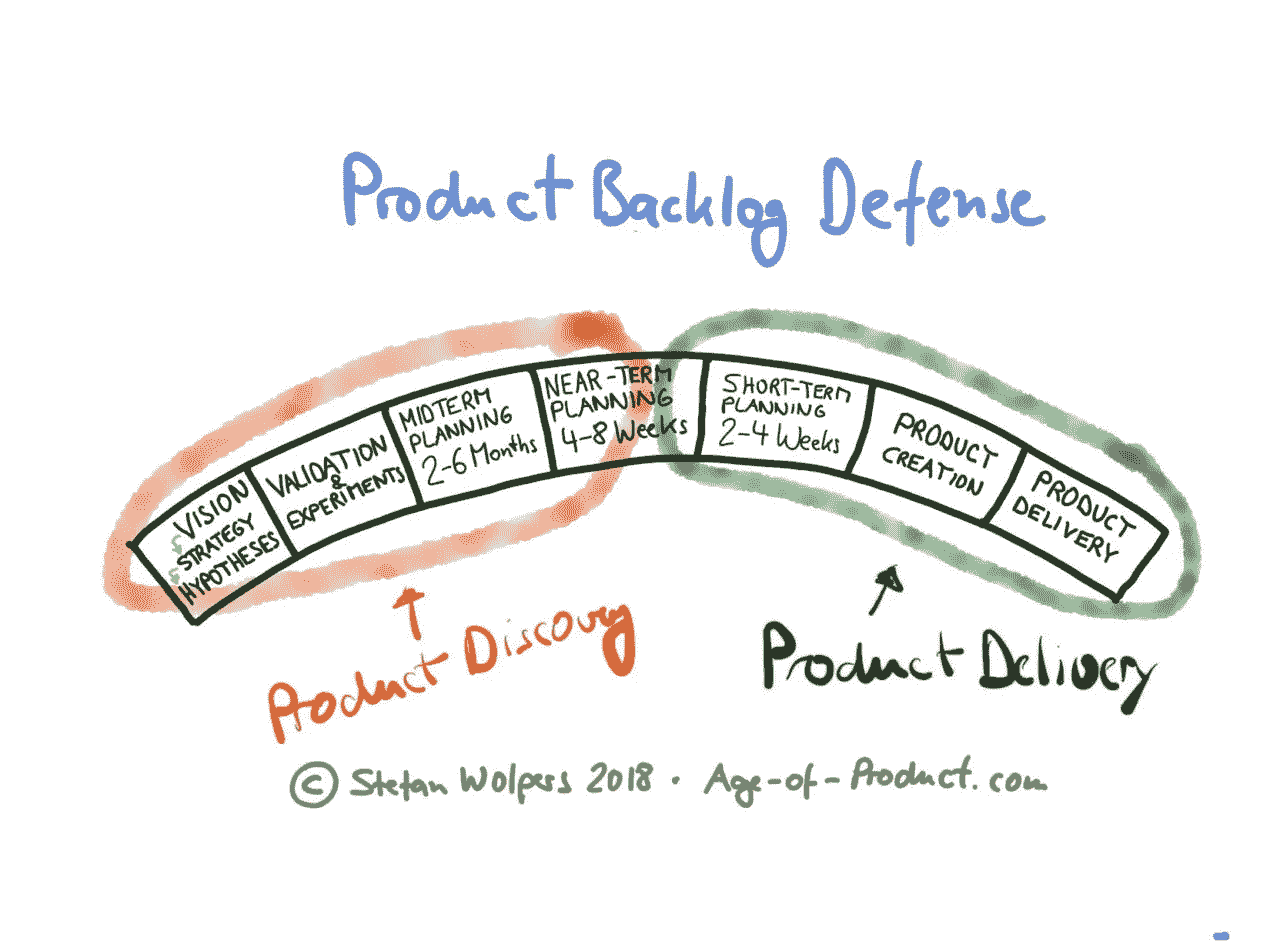 Product Backlog Defense
VISION
STRATEGY
HYPOTHESES
VALIDATION
&
EXPERIMENTS
MIDTERM
PLANNING
2-6 Months
NEAR-TERM
PLANNING
4-8 Weeks
SHORT-TERM
PLANNING
2-4 Weeks
PRODUCT
CREATION
PRODUCT
DELIVERY
Product Discovery
Product Delivery
© Stefan Wolpers 2018 · Age-of-Product.com